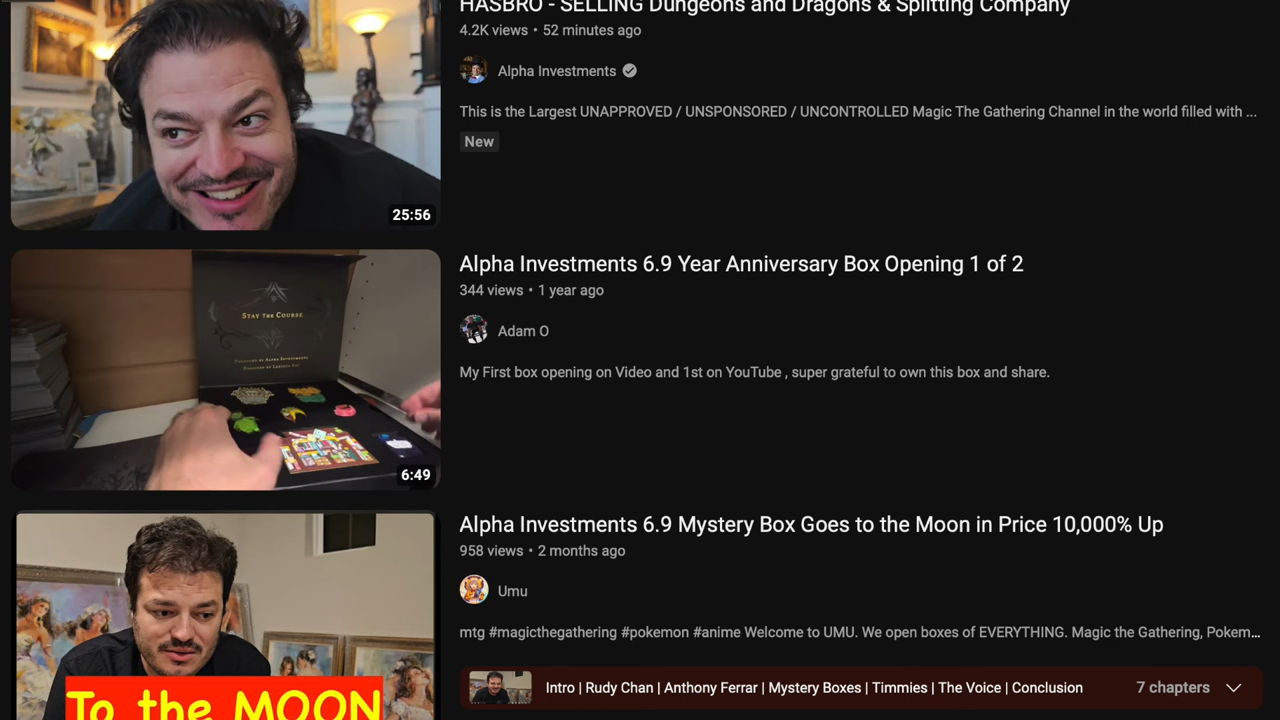 HASBRO - SELLING Dungeons and Dragons & Splitting Company
4.2K views • 52 minutes ago
Alpha Investments
This is the Largest UNAPPROVED / UNSPONSORED / UNCONTROLLED Magic The Gathering Channel in the world filled with ...
New
25:56
Alpha Investments 6.9 Year Anniversary Box Opening 1 of 2
344 views • 1 year ago
Adam O
My First box opening on Video and 1st on YouTube , super grateful to own this box and share.
STAY THE COURSE
PRODUCED BY ALPHA INVESTMENTS
6:49
Alpha Investments 6.9 Mystery Box Goes to the Moon in Price 10,000% Up
958 views • 2 months ago
Umu
mtg #magicthegathering #pokemon #anime Welcome to UMU. We open boxes of EVERYTHING. Magic the Gathering, Pokem...
Intro | Rudy Chan | Anthony Ferrar | Mystery Boxes | Timmies | The Voice | Conclusion
7 chapters
To the MOON